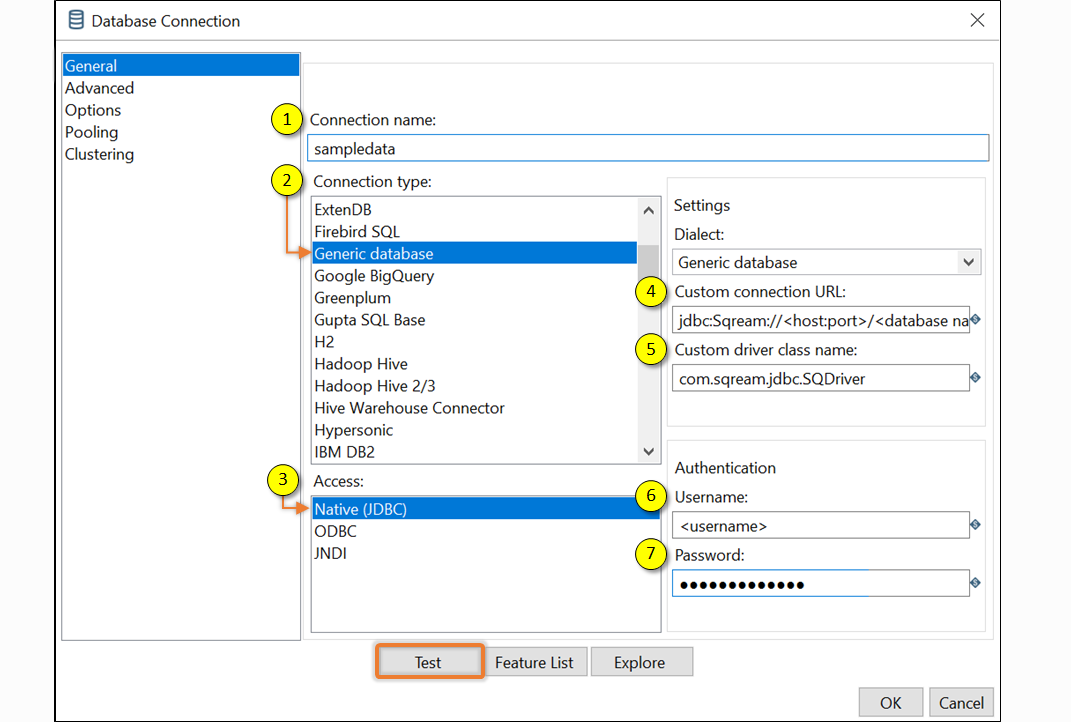 Database Connection
General
Advanced
Options
Pooling
Clustering
1
Connection name:
sampledata
2
Connection type:
ExtenDB
Firebird SQL
Generic database
Google BigQuery
Greenplum
Gupta SQL Base
H2
Hadoop Hive
Hadoop Hive 2/3
Hive Warehouse Connector
Hypersonic
IBM DB2
3
Access:
Native (JDBC)
ODBC
JNDI
Settings
Dialect:
Generic database
4
Custom connection URL:
jdbc:Sqream://<host:port>/<database na
5
Custom driver class name:
com.sqream.jdbc.SQDriver
Authentication
6
Username:
<username>
7
Password:
●●●●●●●●●●●●●
Test
Feature List
Explore
OK
Cancel